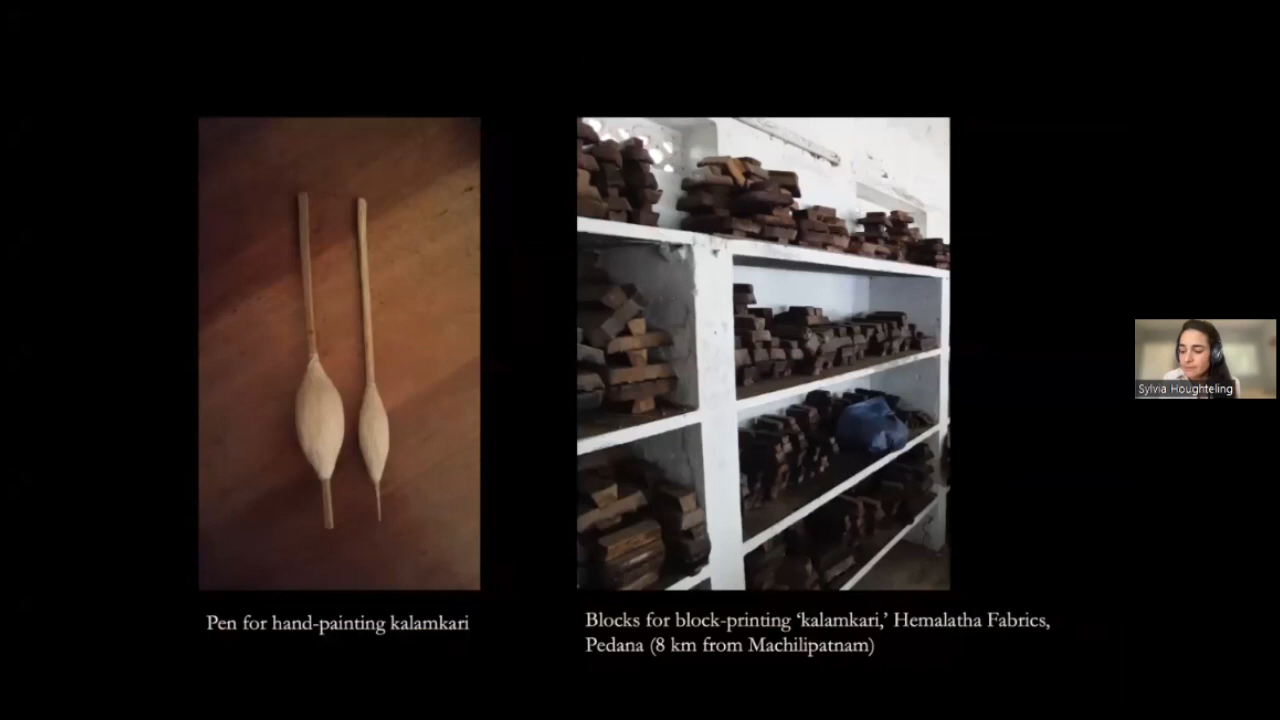 Pen for hand-painting kalamkari
Blocks for block-printing ‘kalamkari,’ Hemalatha Fabrics,
Pedana (8 km from Machilipatnam)
Sylvia Houghteling